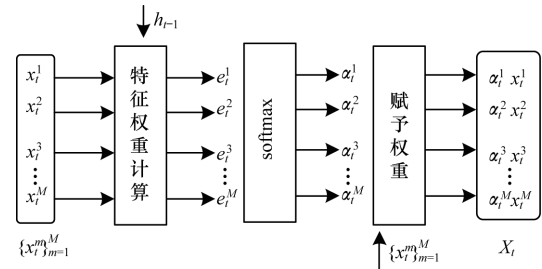 h_{t-1}
x_t^1 x_t^2 x_t^3 ⋮ x_t^M
特征权重计算
e_t^1 e_t^2 e_t^3 ⋮ e_t^M
softmax
α_t^1 α_t^2 α_t^3 ⋮ α_t^M
赋予权重
α_t^1 x_t^1
α_t^2 x_t^2
α_t^3 x_t^3
⋮ ⋮
α_t^M x_t^M
{x_t^m}_{m=1}^M
{x_t^m}_{m=1}^M
X_t